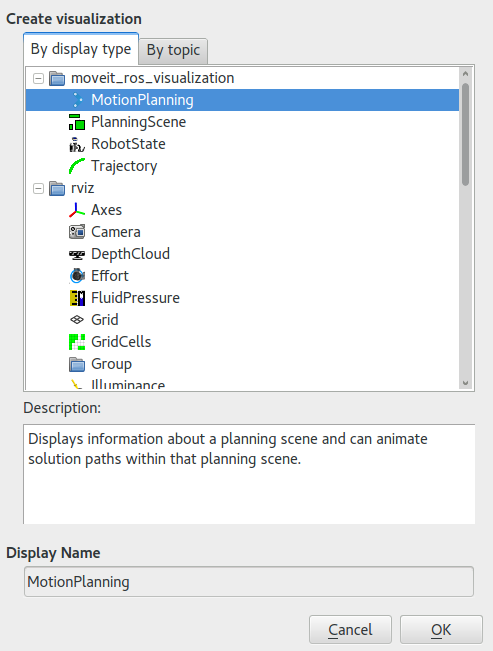 Create visualization
By display type
By topic
moveit_ros_visualization
MotionPlanning
PlanningScene
RobotState
Trajectory
rviz
Axes
Camera
DepthCloud
Effort
FluidPressure
Grid
GridCells
Group
Illuminance
Description:
Displays information about a planning scene and can animate
solution paths within that planning scene.
Display Name
MotionPlanning
Cancel
OK